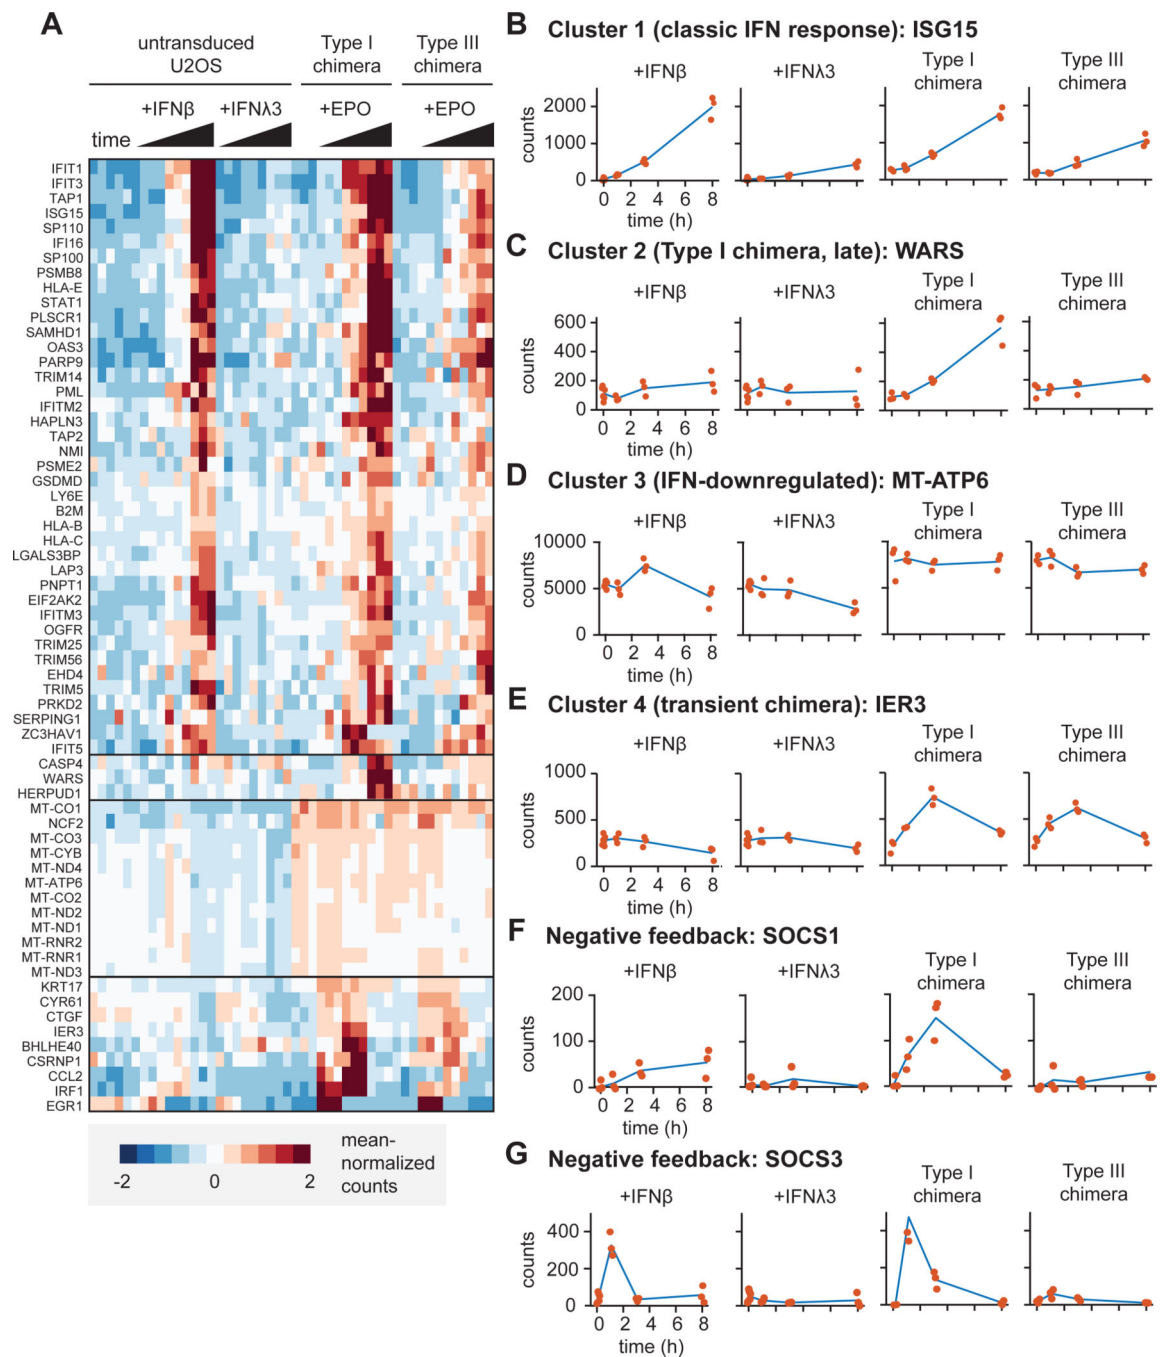 A
untransduced
U2OS
Type I
chimera
Type III
chimera
+IFNβ
+IFNλ3
+EPO
+EPO
time
IFIT1
IFIT3
TAP1
ISG15
SP110
IFI16
SP100
PSMB8
HLA-E
STAT1
PLSCR1
SAMHD1
OAS3
PARP9
TRIM14
PML
IFITM2
HAPLN3
TAP2
NMI
PSME2
GSDMD
LY6E
B2M
HLA-B
HLA-C
LGALS3BP
LAP3
PNPT1
EIF2AK2
IFITM3
OGFR
TRIM25
TRIM56
EHD4
TRIM5
PRKD2
SERPING1
ZC3HAV1
IFIT5
CASP4
WARS
HERPUD1
MT-CO1
NCF2
MT-CO3
MT-CYB
MT-ND4
MT-ATP6
MT-CO2
MT-ND2
MT-ND1
MT-RNR2
MT-RNR1
MT-ND3
KRT17
CYR61
CTGF
IER3
BHLHE40
CSRNP1
CCL2
IRF1
EGR1
-2
0
2
mean-
normalized
counts
B Cluster 1 (classic IFN response): ISG15
+IFNβ
+IFNλ3
Type I
chimera
Type III
chimera
2000
1000
0
counts
0 2 4 6 8
time (h)
C Cluster 2 (Type I chimera, late): WARS
+IFNβ
+IFNλ3
Type I
chimera
Type III
chimera
600
400
200
0
counts
0 2 4 6 8
time (h)
D Cluster 3 (IFN-downregulated): MT-ATP6
+IFNβ
+IFNλ3
Type I
chimera
Type III
chimera
10000
5000
0
counts
0 2 4 6 8
time (h)
E Cluster 4 (transient chimera): IER3
+IFNβ
+IFNλ3
Type I
chimera
Type III
chimera
1000
500
0
counts
0 2 4 6 8
time (h)
F Negative feedback: SOCS1
+IFNβ
+IFNλ3
Type I
chimera
Type III
chimera
200
100
0
counts
0 2 4 6 8
time (h)
G Negative feedback: SOCS3
+IFNβ
+IFNλ3
Type I
chimera
Type III
chimera
400
200
0
counts
0 2 4 6 8
time (h)